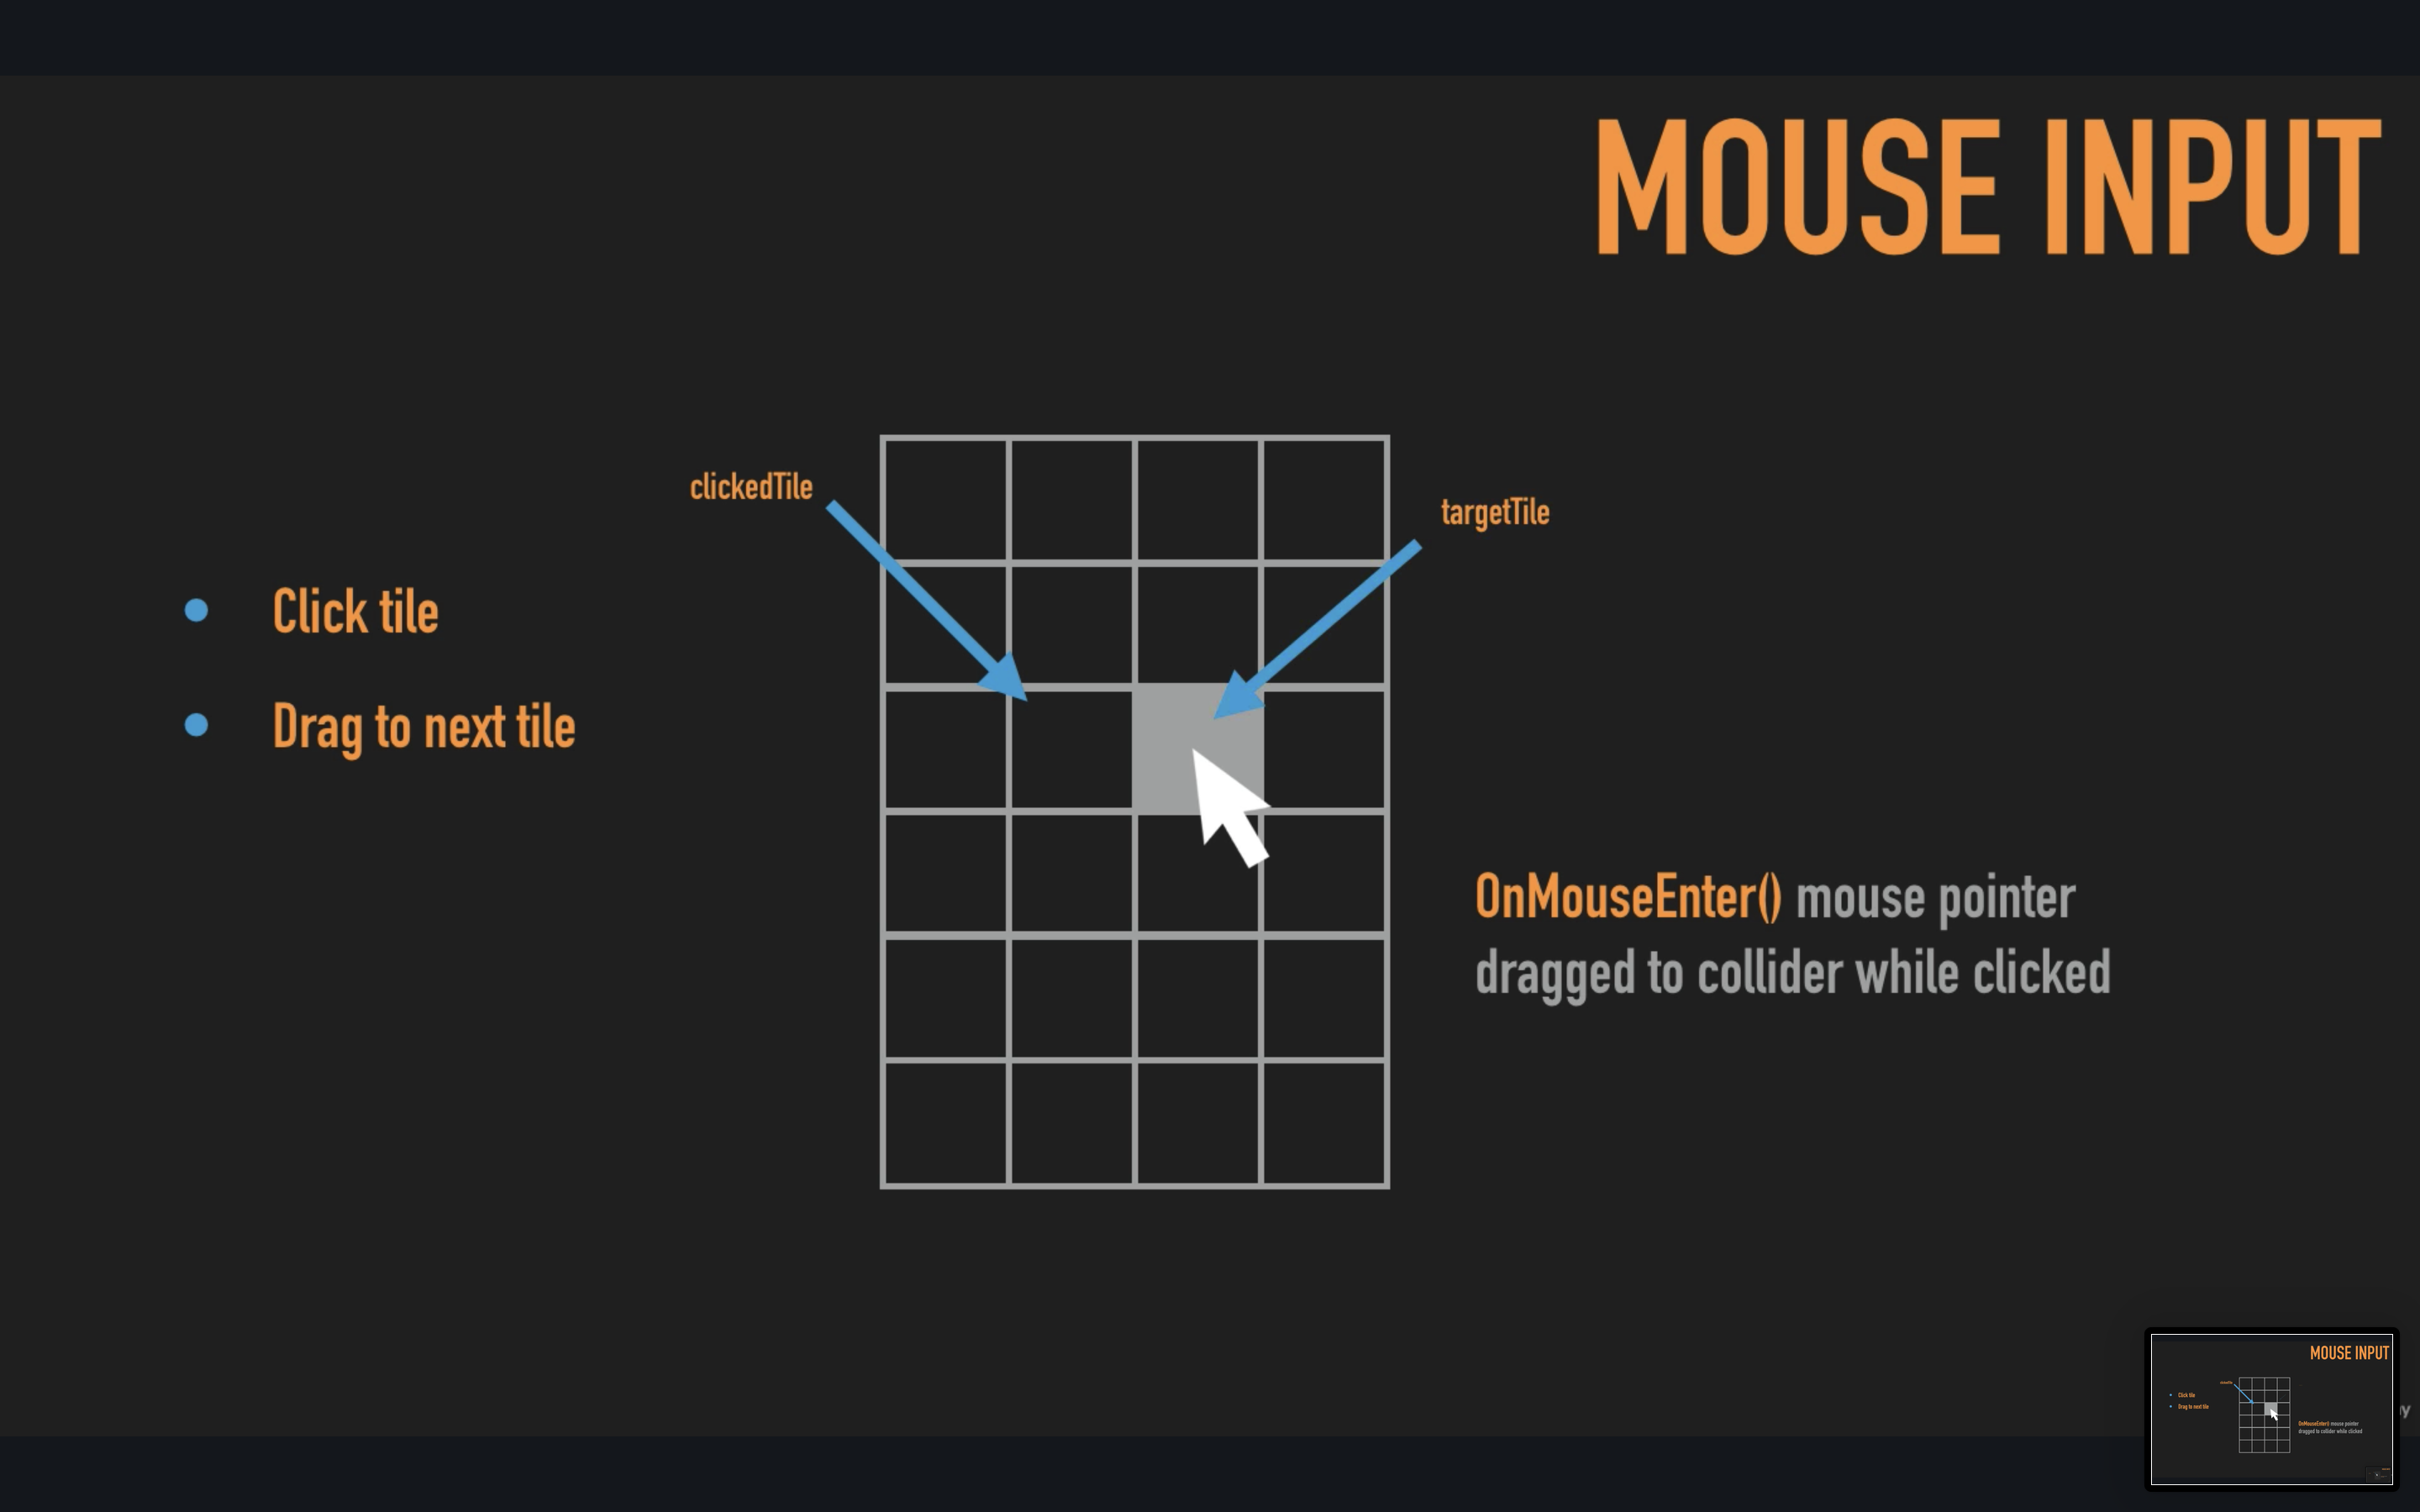 MOUSE INPUT
clickedTile
targetTile
Click tile
Drag to next tile
OnMouseEnter() mouse pointer
dragged to collider while clicked
MOUSE INPUT
Click tile
Drag to next tile
OnMouseEnter() mouse pointer
dragged to collider while clicked